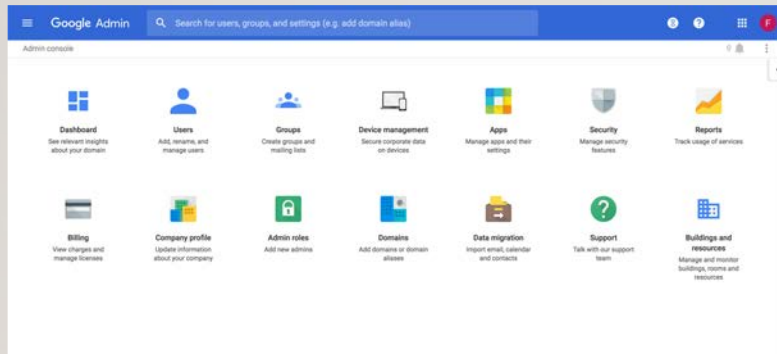 Google Admin
Search for users, groups, and settings (e.g. add domain alias)
F
Admin console
0
Dashboard
See relevant insights
about your domain
Users
Add, rename, and
manage users
Groups
Create groups and
mailing lists
Device management
Secure corporate data
on devices
Apps
Manage apps and their
settings
Security
Manage security
features
Reports
Track usage of services
Billing
View charges and
manage licenses
Company profile
Update information
about your company
Admin roles
Add new admins
Domains
Add domains or domain
aliases
Data migration
Import email, calendar
and contacts
Support
Talk with our support
team
Buildings and
resources
Manage and monitor
buildings, rooms and
resources